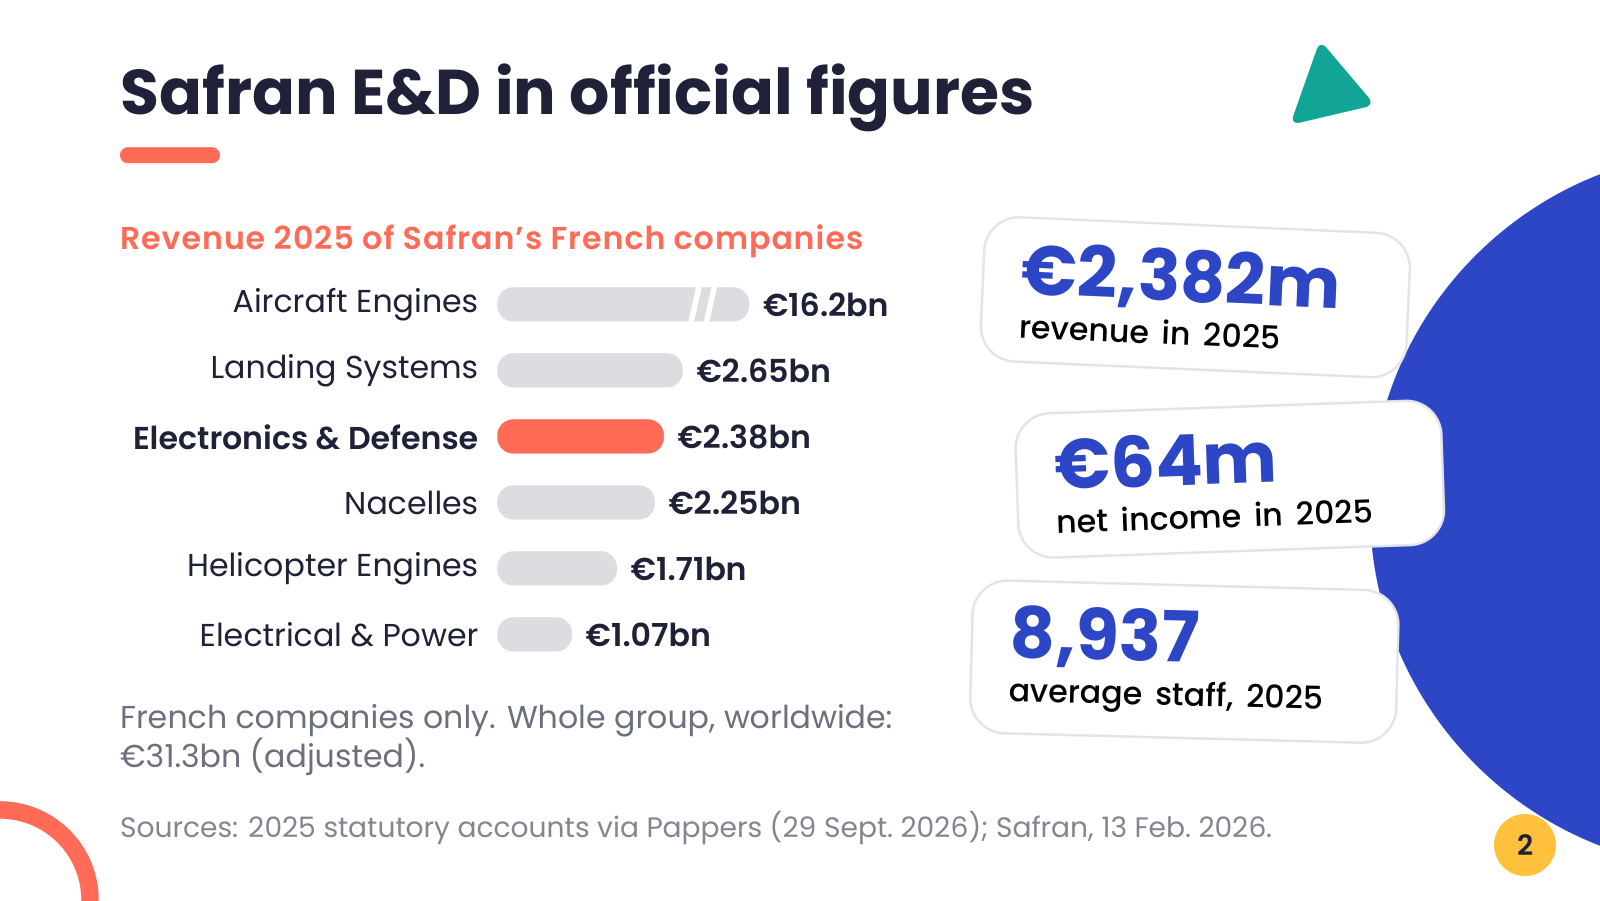 Safran E&D in official figures
Revenue 2025 of Safran’s French companies
Aircraft Engines €16.2bn
Landing Systems €2.65bn
Electronics & Defense €2.38bn
Nacelles €2.25bn
Helicopter Engines €1.71bn
Electrical & Power €1.07bn
French companies only. Whole group, worldwide:
€31.3bn (adjusted).
€2,382m
revenue in 2025
€64m
net income in 2025
8,937
average staff, 2025
Sources: 2025 statutory accounts via Pappers (29 Sept. 2026); Safran, 13 Feb. 2026.
2